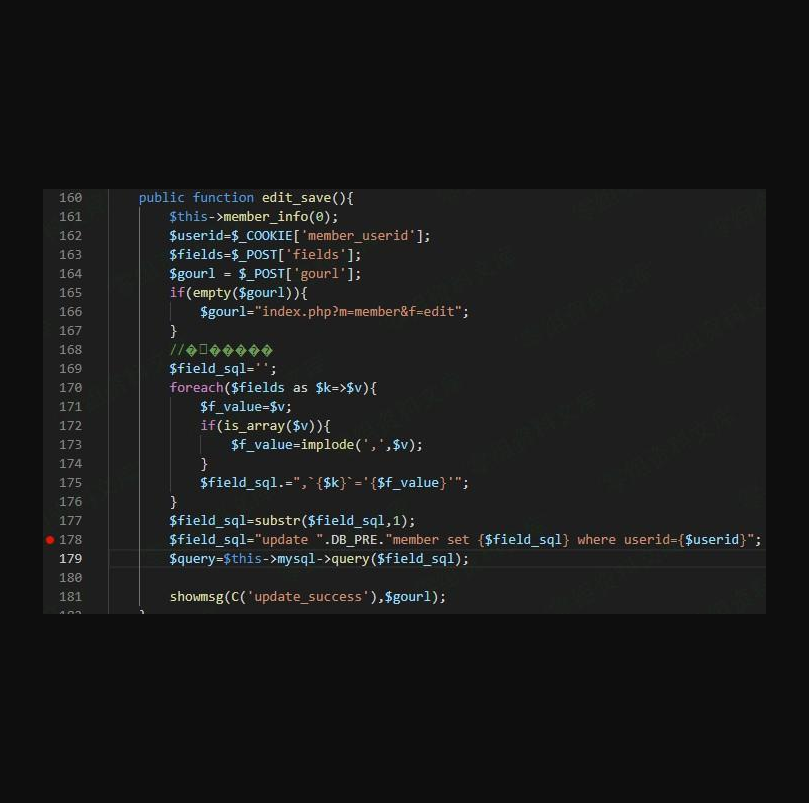 160 public function edit_save(){
161 $this->member_info(0);
162 $userid=$_COOKIE['member_userid'];
163 $fields=$_POST['fields'];
164 $gourl = $_POST['gourl'];
165 if(empty($gourl)){
166 $gourl="index.php?m=member&f=edit";
167 }
168 //�□�����
169 $field_sql='';
170 foreach($fields as $k=>$v){
171 $f_value=$v;
172 if(is_array($v)){
173 $f_value=implode(',',$v);
174 }
175 $field_sql.=",`{$k}`='{$f_value}'";
176 }
177 $field_sql=substr($field_sql,1);
178 $field_sql="update ".DB_PRE."member set {$field_sql} where userid={$userid}";
179 $query=$this->mysql->query($field_sql);
180
181 showmsg(C('update_success'),$gourl);